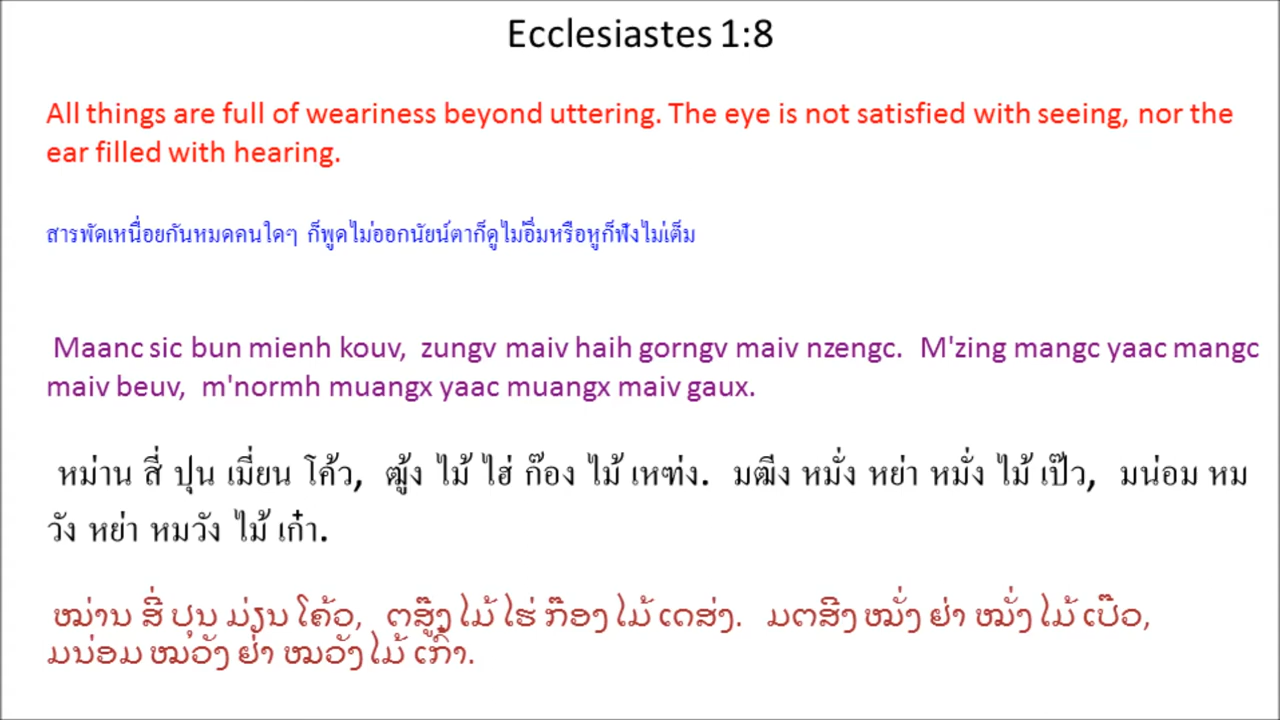 Ecclesiastes 1:8
All things are full of weariness beyond uttering. The eye is not satisfied with seeing, nor the
ear filled with hearing.
สารพัดเหนื่อยกันหมดคนใดๆ ก็พูดไม่ออกนัยน์ตาก็ดูไม่อิ่มหรือหูก็ฟังไม่เต็ม
Maanc sic bun mienh kouv, zungv maiv haih gorngv maiv nzengc. M'zing mangc yaac mangc
maiv beuv, m'normh muangx yaac muangx maiv gaux.
หม่าน สี่ ปุน เมี่ยน โค้ว, ฒู้ง ไม้ ไฮ่ ก๊อง ไม้ เหฑ่ง. มฒีง หมั่ง หย่า หมั่ง ไม้ เป๊ว, มน่อม หม
วัง หย่า หมวัง ไม้ เก๋า.
ໝ່ານ ສີ່ ປຸນ ມ່ຽນ ໂຄ້ວ, ຕສູ໊ງ ໄມ້ ໄຮ່ ກ໊ອງ ໄມ້ ເດສ່ງ. ມຕສີງ ໝັ່ງ ຢ່າ ໝັ່ງ ໄມ້ ເປ໊ວ,
ມນ່ອມ ໝວັງ ຢ່າ ໝວັງ ໄມ້ ເກົ໋າ.